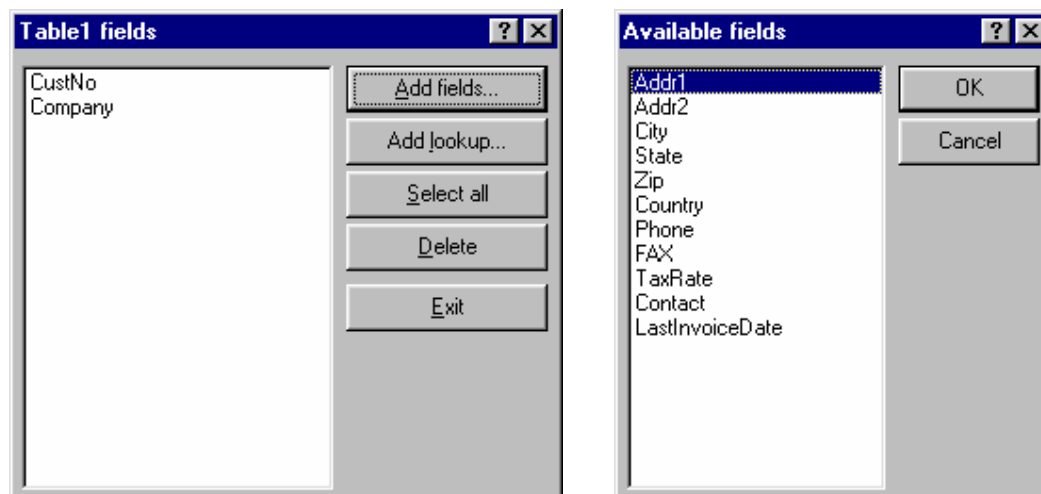 Table1 fields
?
CustNo
Company
Add fields...
Add lookup...
Select all
Delete
Exit
Available fields
?
Addr1
Addr2
City
State
Zip
Country
Phone
FAX
TaxRate
Contact
LastInvoiceDate
OK
Cancel